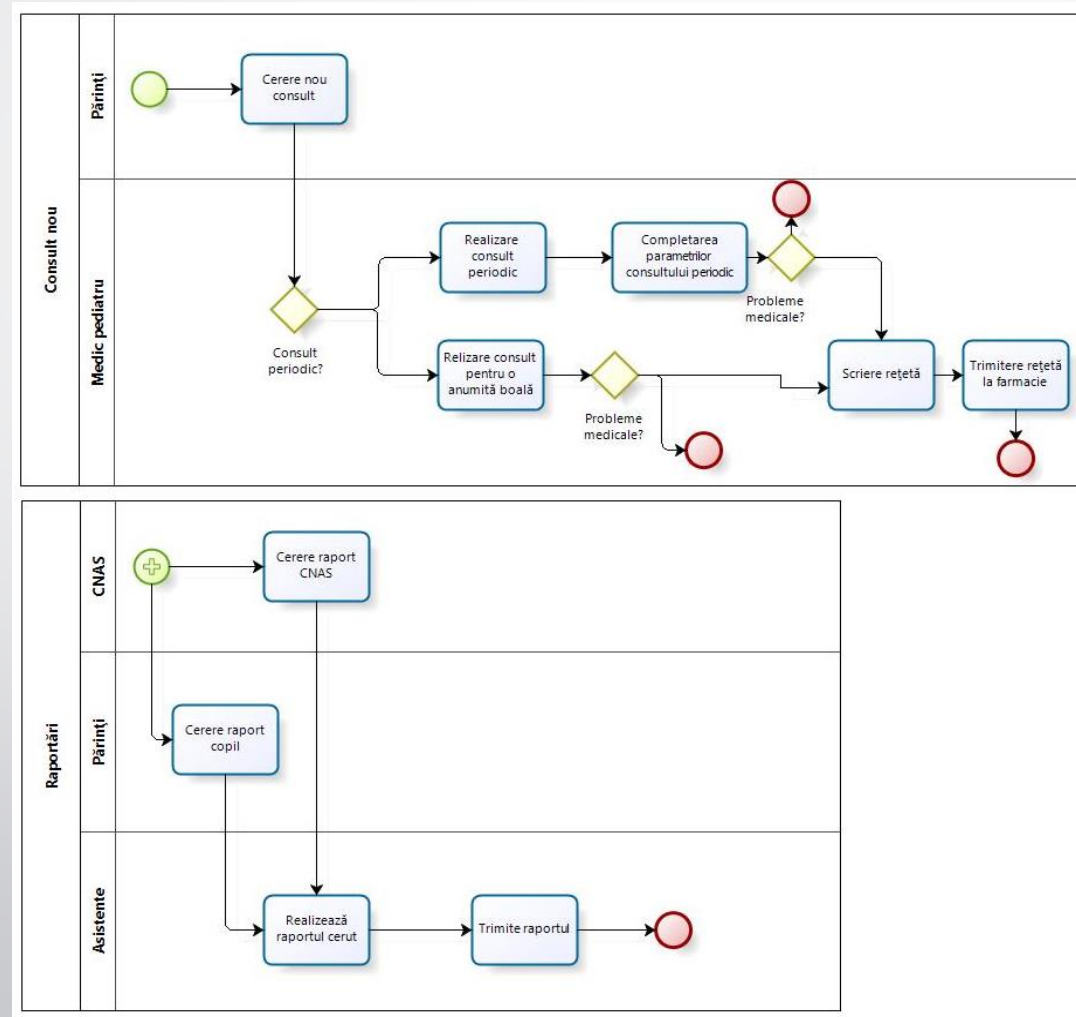 Consult nou
Părinți
Cerere nou
consult
Medic pediatru
Consult
periodic?
Realizare
consult
periodic
Completarea
parametrilor
consultului periodic
Probleme
medicale?
Relizare consult
pentru o
anumită boală
Probleme
medicale?
Scriere rețetă
Trimitere rețetă
la farmacie
Raportări
CNAS
Cerere raport
CNAS
Părinți
Cerere raport
copil
Asistente
Realizează
raportul cerut
Trimite raportul